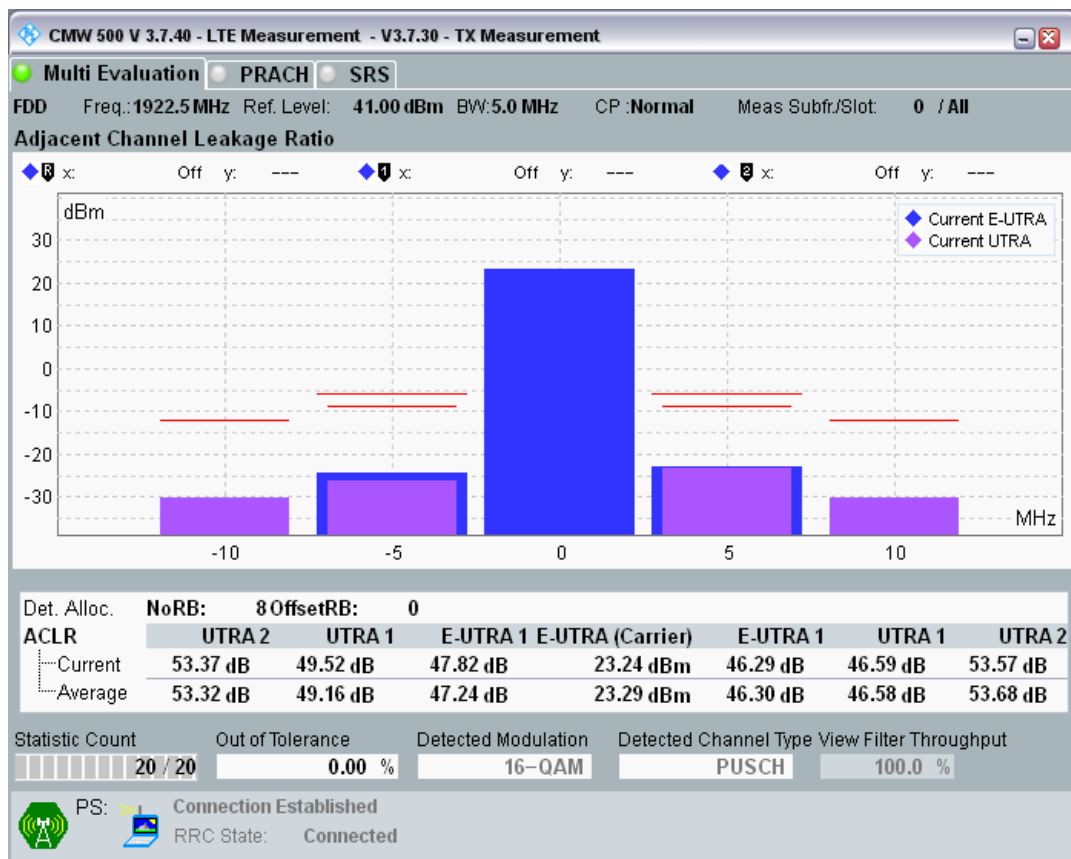 CMW 500 V 3.7.40 - LTE Measurement - V3.7.30 - TX Measurement
Multi Evaluation PRACH SRS
FDD Freq.: 1922.5 MHz Ref. Level: 41.00 dBm BW: 5.0 MHz CP : Normal Meas Subfr./Slot: 0 / All
Adjacent Channel Leakage Ratio
R x: Off y: --- 1 x: Off y: --- 2 x: Off y: ---
dBm
Current E-UTRA
Current UTRA
30
20
10
0
-10
-20
-30
MHz
-10 -5 0 5 10
Det. Alloc. NoRB: 8 OffsetRB: 0
ACLR UTRA 2 UTRA 1 E-UTRA 1 E-UTRA (Carrier) E-UTRA 1 UTRA 1 UTRA 2
Current 53.37 dB 49.52 dB 47.82 dB 23.24 dBm 46.29 dB 46.59 dB 53.57 dB
Average 53.32 dB 49.16 dB 47.24 dB 23.29 dBm 46.30 dB 46.58 dB 53.68 dB
Statistic Count Out of Tolerance Detected Modulation Detected Channel Type View Filter Throughput
20 / 20 0.00 % 16-QAM PUSCH 100.0 %
PS: Connection Established
RRC State: Connected